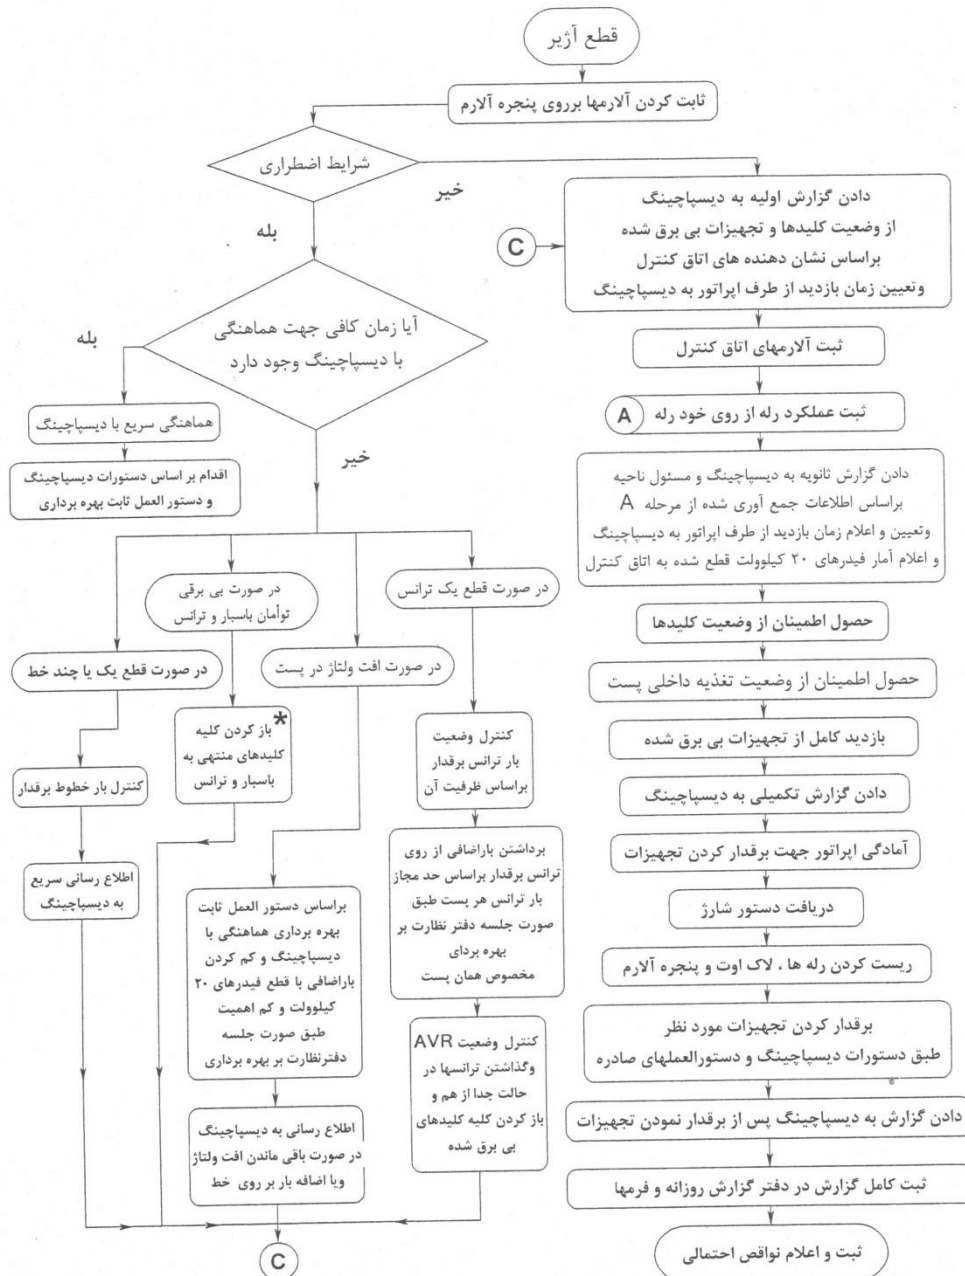 قطع آژیر
ثابت کردن آلارمها برروی پنجره آلارم
شرایط اضطراری
خیر
بله
دادن گزارش اولیه به دیسپاچینگ
از وضعیت کلیدها و تجهیزات بی برق شده
براساس نشان دهنده های اتاق کنترل
وتعیین زمان بازدید از طرف اپراتور به دیسپاچینگ
C
ثبت آلارمهای اتاق کنترل
ثبت عملکرد رله از روی خود رله
A
دادن گزارش ثانویه به دیسپاچینگ و مسئول ناحیه
براساس اطلاعات جمع آوری شده از مرحله A
وتعیین و اعلام زمان بازدید از طرف اپراتور به دیسپاچینگ
و اعلام آمار فیدرهای ۲۰ کیلوولت قطع شده به اتاق کنترل
حصول اطمینان از وضعیت کلیدها
حصول اطمینان از وضعیت تغذیه داخلی پست
بازدید کامل از تجهیزات بی برق شده
دادن گزارش تکمیلی به دیسپاچینگ
آمادگی اپراتور جهت برقدار کردن تجهیزات
دریافت دستور شارژ
ریست کردن رله ها ، لاک اوت و پنجره آلارم
برقدار کردن تجهیزات مورد نظر
طبق دستورات دیسپاچینگ و دستورالعملهای صادره
دادن گزارش به دیسپاچینگ پس از برقدار نمودن تجهیزات
ثبت کامل گزارش در دفتر گزارش روزانه و فرمها
ثبت و اعلام نواقص احتمالی
آیا زمان کافی جهت هماهنگی
با دیسپاچینگ وجود دارد
بله
هماهنگی سریع با دیسپاچینگ
اقدام بر اساس دستورات دیسپاچینگ
و دستور العمل ثابت بهره برداری
خیر
در صورت قطع یک ترانس
کنترل وضعیت
بار ترانس برقدار
براساس ظرفیت آن
برداشتن باراضافی از روی
ترانس برقدار براساس حد مجاز
بار ترانس هر پست طبق
صورت جلسه دفتر نظارت بر
بهره بردای
مخصوص همان پست
کنترل وضعیت AVR
وگذاشتن ترانسها در
حالت جدا از هم و
باز کردن کلیه کلیدهای
بی برق شده
در صورت افت ولتاژ در پست
براساس دستور العمل ثابت
بهره برداری هماهنگی با
دیسپاچینگ و کم کردن
باراضافی با قطع فیدرهای ۲۰
کیلوولت و کم اهمیت
طبق صورت جلسه
دفترنظارت بر بهره برداری
اطلاع رسانی به دیسپاچینگ
در صورت باقی ماندن افت ولتاژ
ویا اضافه بار بر روی خط
در صورت بی برقی
توأمان باسبار و ترانس
* باز کردن کلیه
کلیدهای منتهی به
باسبار و ترانس
در صورت قطع یک یا چند خط
کنترل بار خطوط برقدار
اطلاع رسانی سریع
به دیسپاچینگ
C